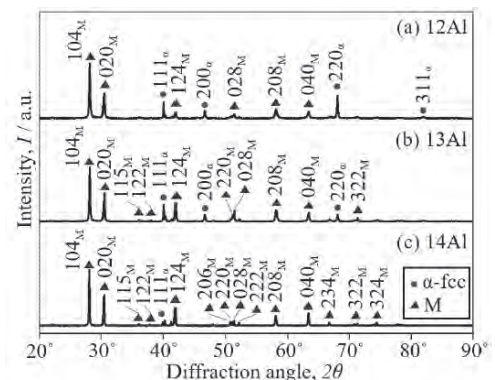 (a) 12Al
104M
020M
111α
124M
200α
028M
208M
040M
220α
311α
(b) 13Al
104M
020M
115M
122M
111α
124M
200α
220M
028M
208M
040M
220α
322M
(c) 14Al
104M
020M
115M
122M
111α
124M
206M
220M
028M
222M
208M
040M
234M
322M
324M
α-fcc
M
Intensity, I / a.u.
20° 30 40 50 60 70 80 90°
Diffraction angle, 2θ